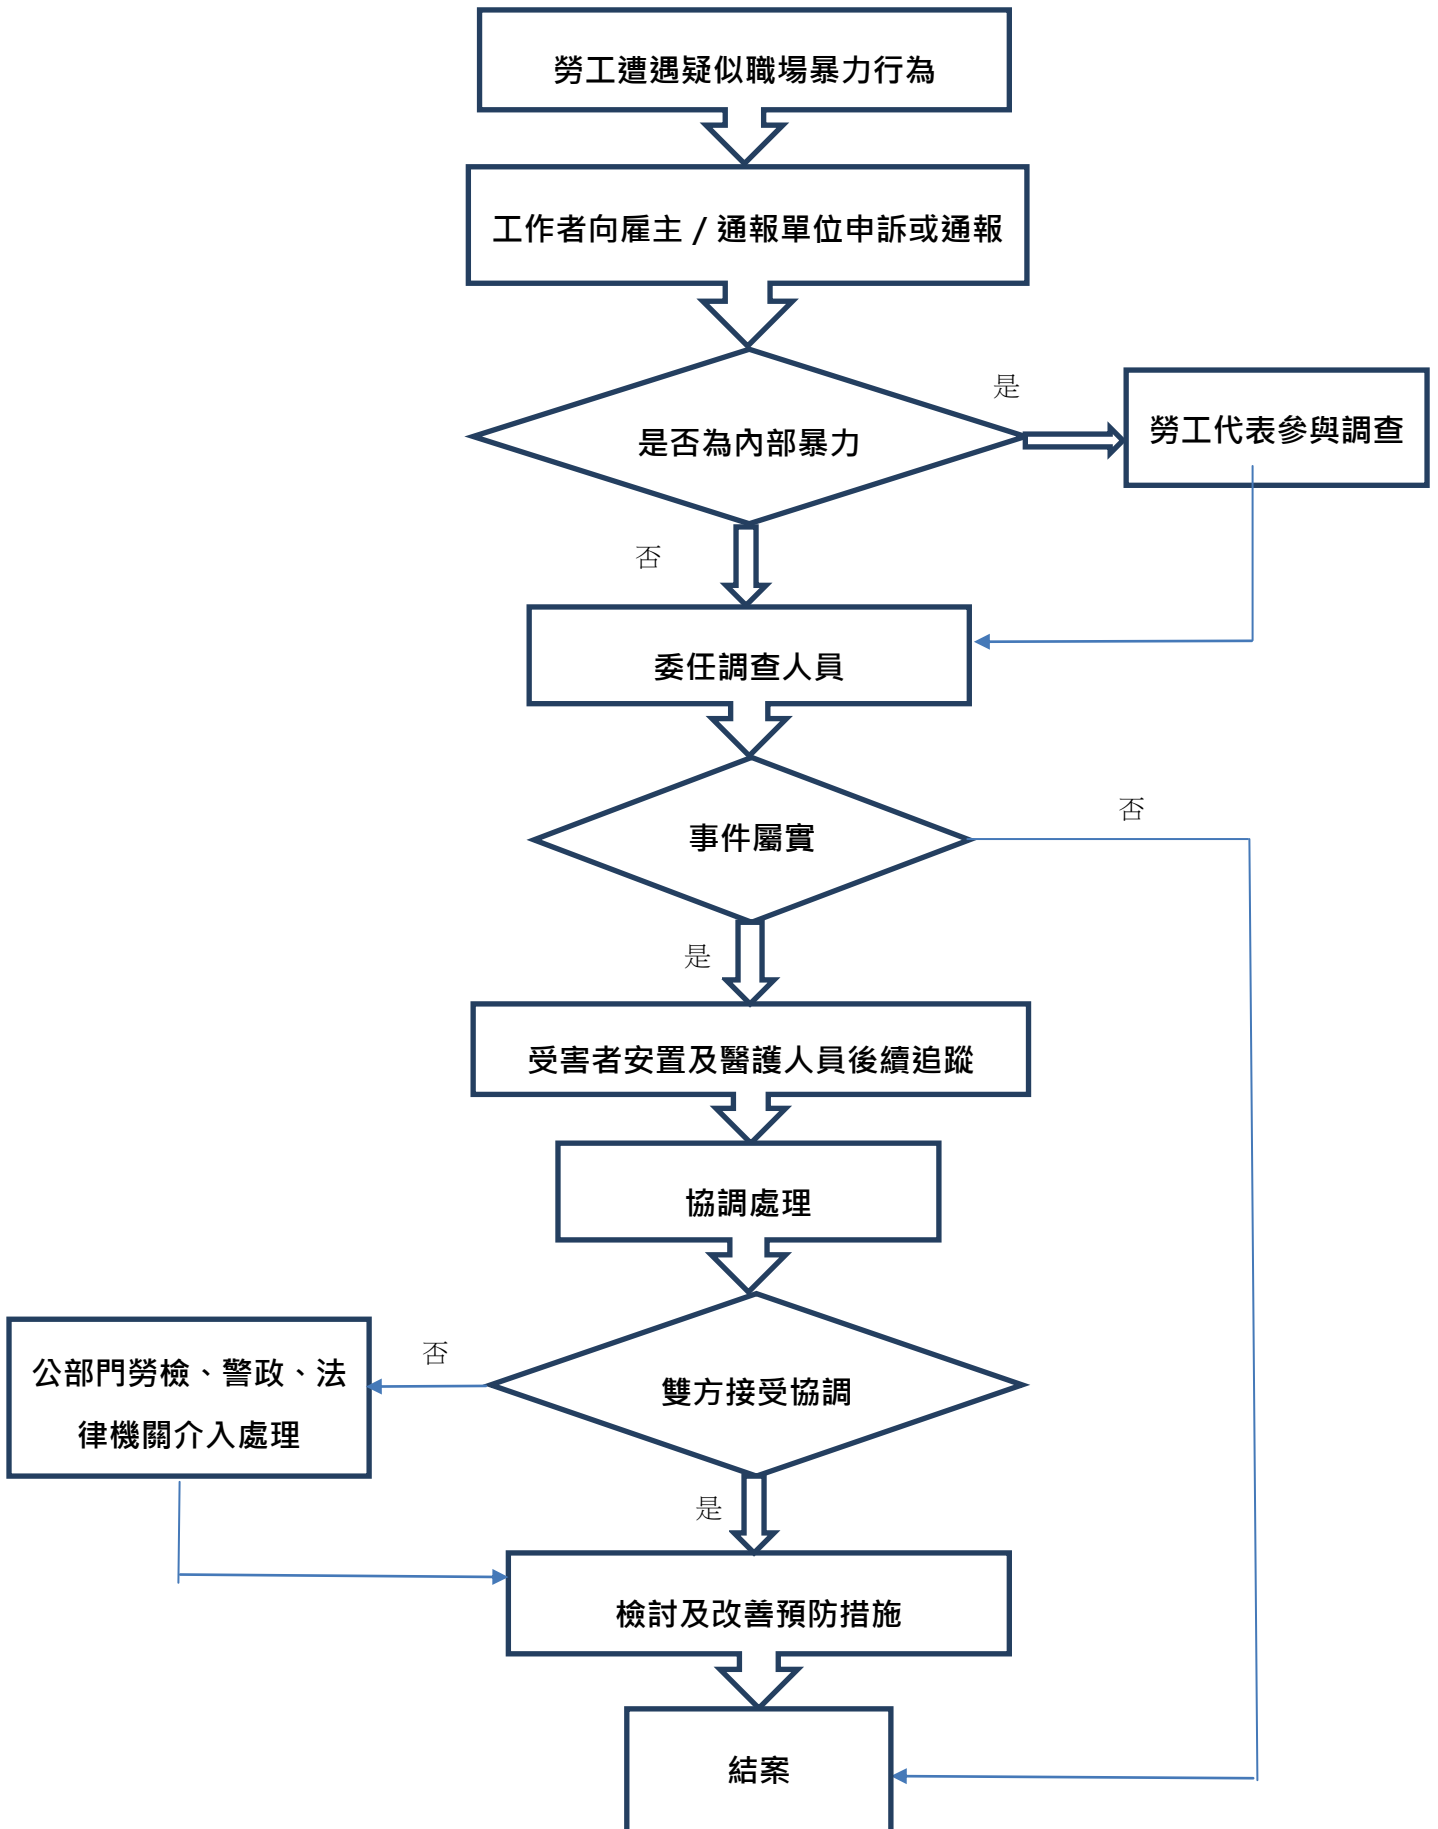 勞工遭遇疑似職場暴力行為
工作者向雇主 / 通報單位申訴或通報
是
是否為內部暴力
勞工代表參與調查
否
委任調查人員
否
事件屬實
是
受害者安置及醫護人員後續追蹤
協調處理
否
公部門勞檢、警政、法
律機關介入處理
雙方接受協調
是
檢討及改善預防措施
結案